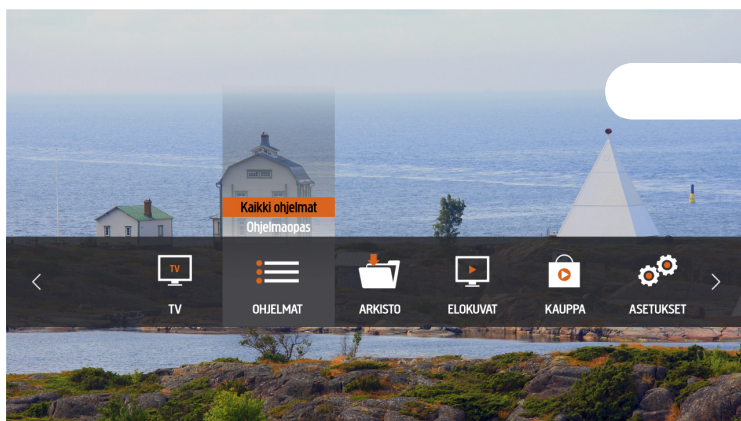 Kaikki ohjelmat
Ohjelmaopas
TV
TV
OHJELMAT
ARKISTO
ELOKUVAT
KAUPPA
ASETUKSET